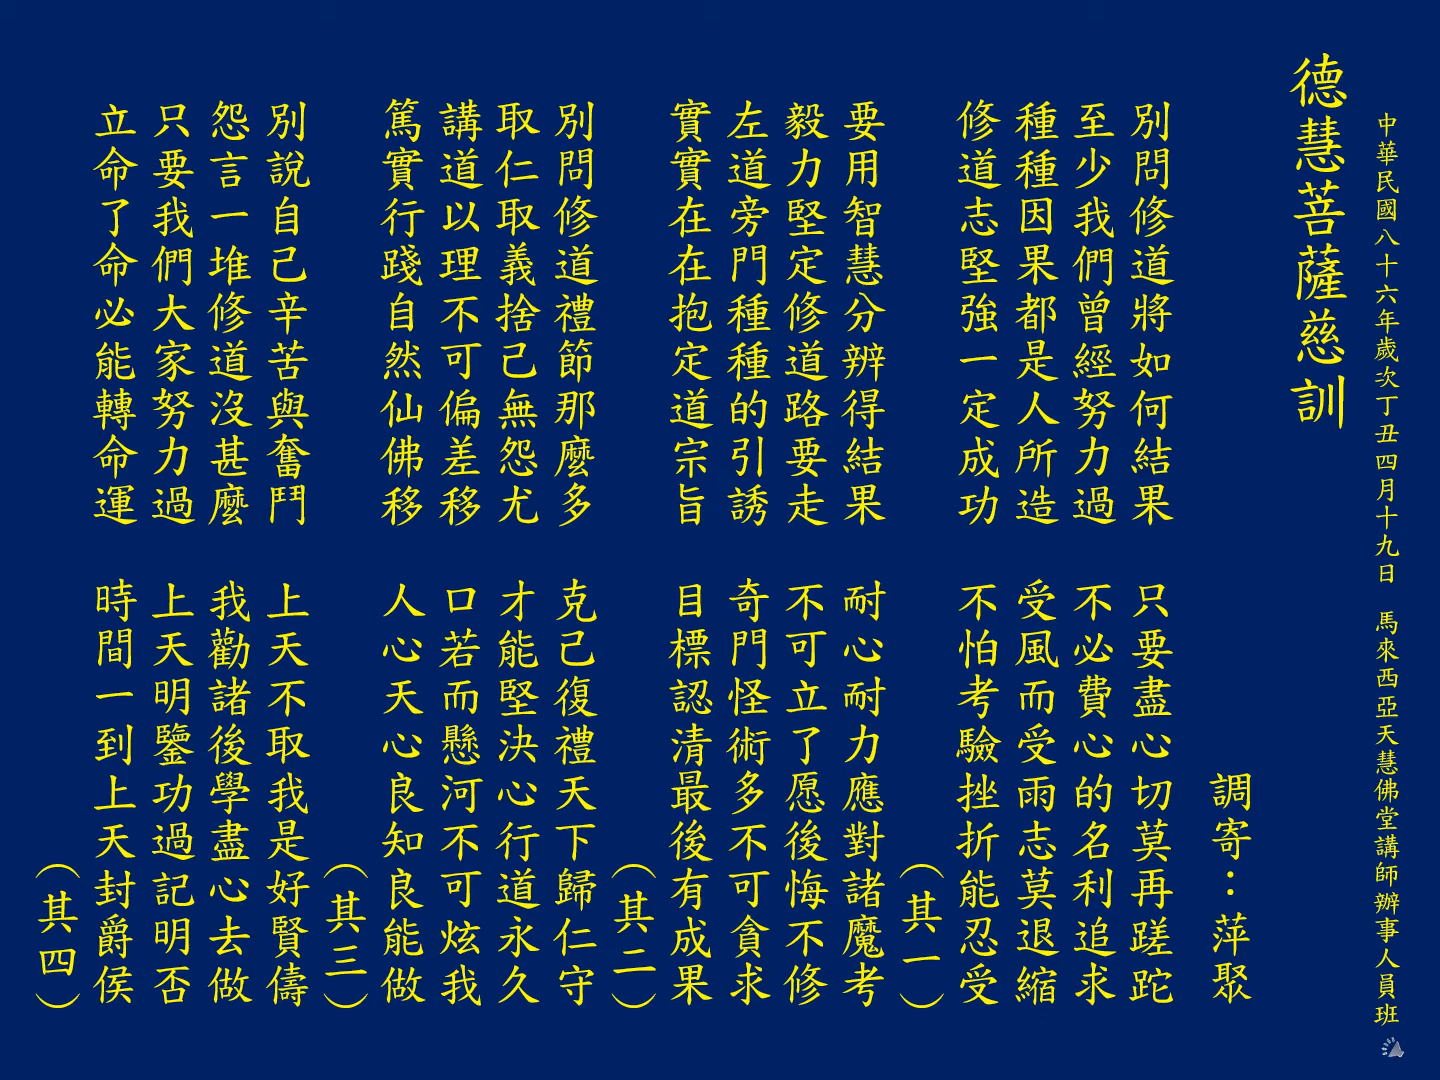 中華民國八十六年歲次丁丑四月十九日 馬來西亞天慧佛堂講師辦事人員班
德慧菩薩慈訓
調寄：萍聚
別問修道將如何結果 只要盡心切莫再蹉跎
至少我們曾經努力過 不必費心的名利追求
種種因果都是人所造 受風而受雨志莫退縮
修道志堅強一定成功 不怕考驗挫折能忍受
（其一）
要用智慧分辨得結果 耐心耐力應對諸魔考
毅力堅定修道路要走 不可立了愿後悔不修
左道旁門種種的引誘 奇門怪術多不可貪求
實實在在抱定道宗旨 目標認清最後有成果
（其二）
別問修道禮節那麼多 克己復禮天下歸仁守
取仁取義捨己無怨尤 才能堅決心行道永久
講道以理不可偏差移 口若而懸河不可炫我
篤實行踐自然仙佛移 人心天心良知良能做
（其三）
別說自己辛苦與奮鬥 上天不取我是好賢儔
怨言一堆修道沒甚麼 我勸諸後學盡心去做
只要我們大家努力過 上天明鑒功過記明否
立命了命必能轉命運 時間一到上天封爵侯
（其四）